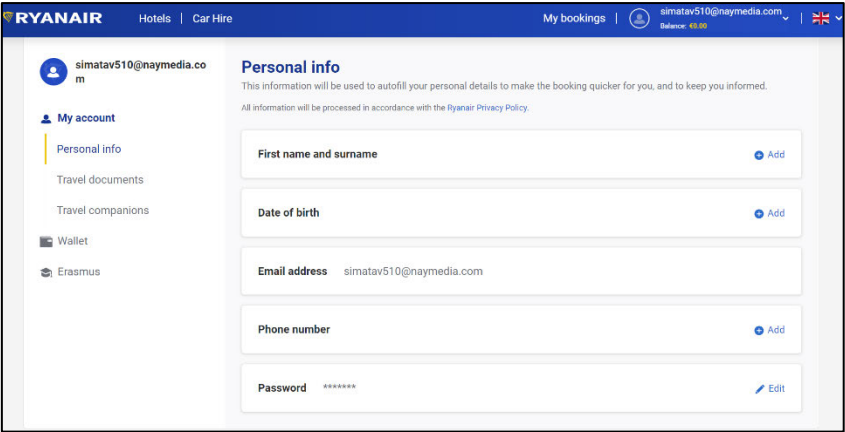 RYANAIR Hotels | Car Hire My bookings | simatav510@naymedia.com
Balance: €0.00
simatav510@naymedia.co
m
My account
Personal info
Travel documents
Travel companions
Wallet
Erasmus
Personal info
This information will be used to autofill your personal details to make the booking quicker for you, and to keep you informed.
All information will be processed in accordance with the Ryanair Privacy Policy.
First name and surname Add
Date of birth Add
Email address simatav510@naymedia.com
Phone number Add
Password ******* Edit